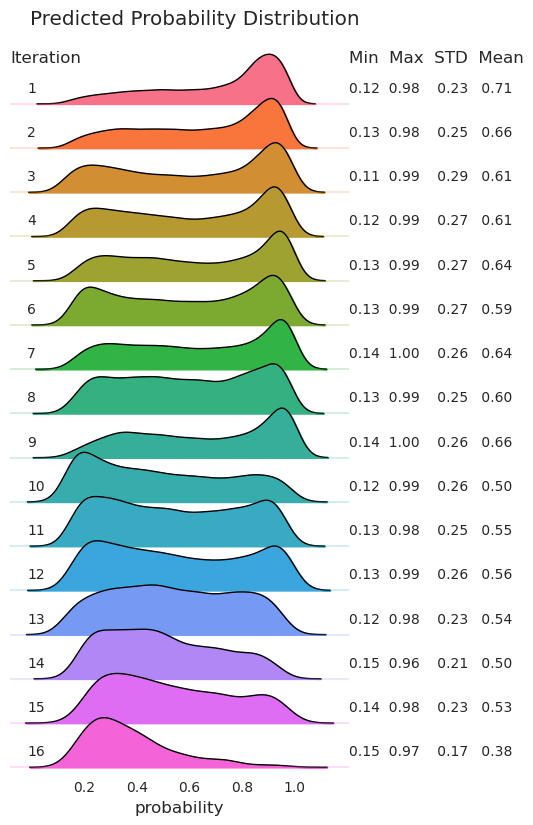 Predicted Probability Distribution
Iteration Min Max STD Mean
1 0.12 0.98 0.23 0.71
2 0.13 0.98 0.25 0.66
3 0.11 0.99 0.29 0.61
4 0.12 0.99 0.27 0.61
5 0.13 0.99 0.27 0.64
6 0.13 0.99 0.27 0.59
7 0.14 1.00 0.26 0.64
8 0.13 0.99 0.25 0.60
9 0.14 1.00 0.26 0.66
10 0.12 0.99 0.26 0.50
11 0.13 0.98 0.25 0.55
12 0.13 0.99 0.26 0.56
13 0.12 0.98 0.23 0.54
14 0.15 0.96 0.21 0.50
15 0.14 0.98 0.23 0.53
16 0.15 0.97 0.17 0.38
0.2 0.4 0.6 0.8 1.0
probability